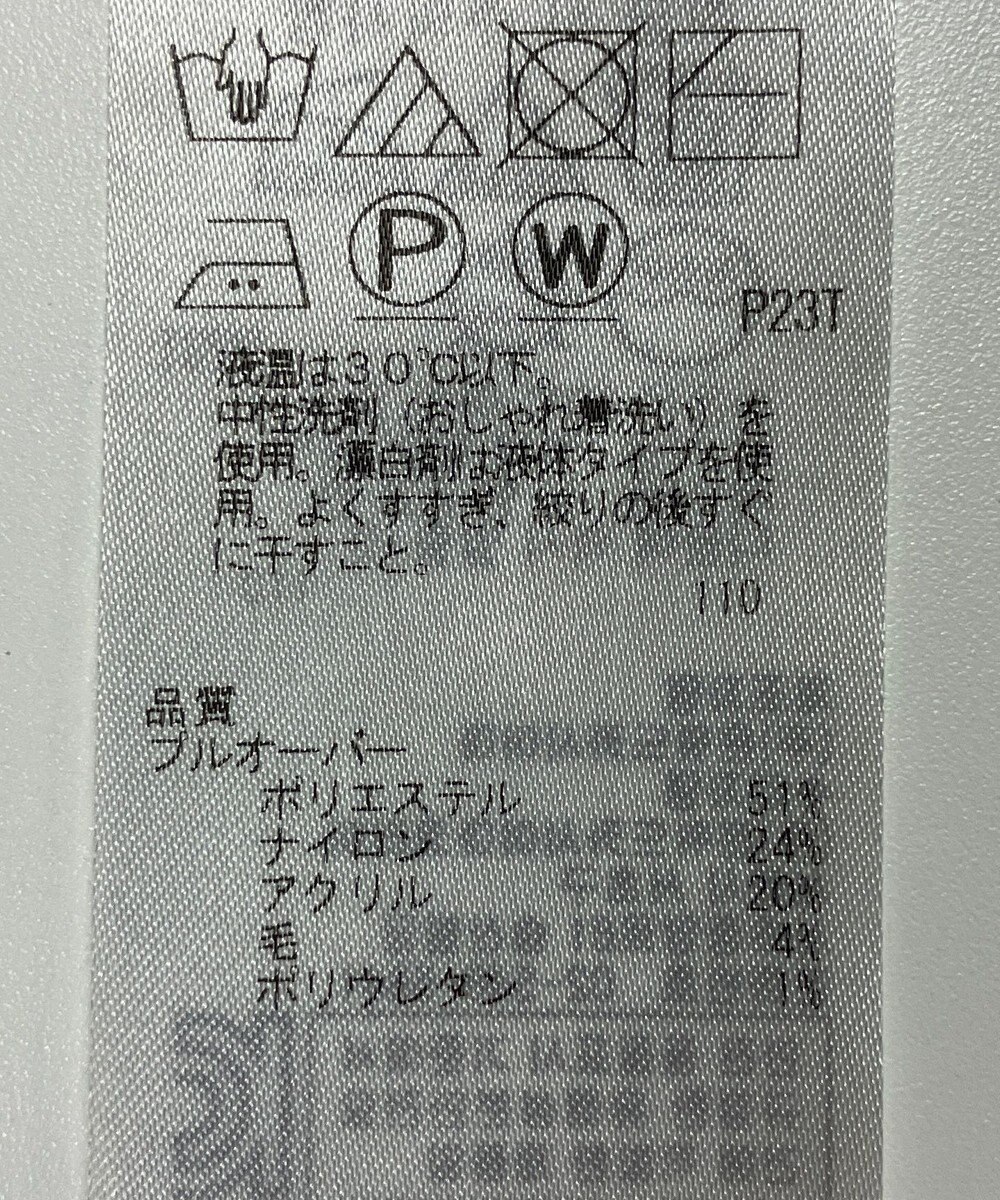 P W
P23T
液温は30℃以下。
中性洗剤(おしゃれ着洗い)を
使用。漂白剤は液体タイプを使
用。よくすすぎ、絞りの後すぐ
に干すこと。
110
品質
プルオーバー
ポリエステル 51%
ナイロン 24%
アクリル 20%
毛 4%
ポリウレタン 1%